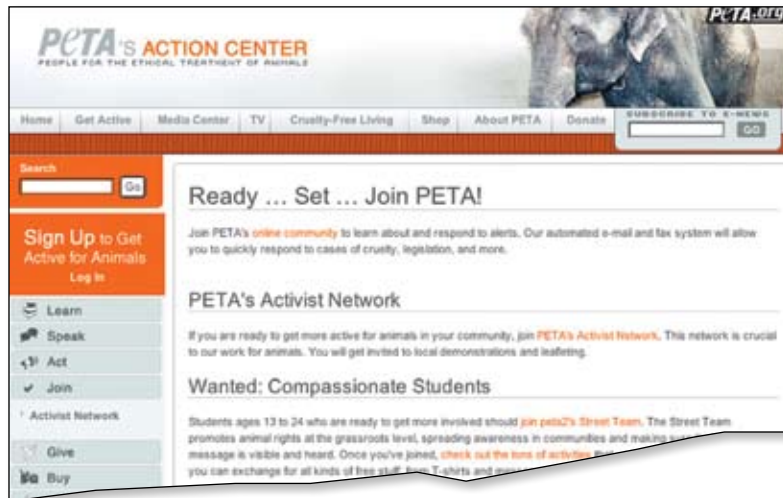 PETA.org
PETA'S ACTION CENTER
PEOPLE FOR THE ETHICAL TREATMENT OF ANIMALS
Home
Get Active
Media Center
TV
Cruelty-Free Living
Shop
About PETA
Donate
SUBSCRIBE TO E-NEWS
GO
Search
Go
Sign Up to Get
Active for Animals
Log in
Learn
Speak
Act
Join
Activist Network
Give
Buy
Ready ... Set ... Join PETA!
Join PETA's online community to learn about and respond to alerts. Our automated e-mail and fax system will allow
you to quickly respond to cases of cruelty, legislation, and more.
PETA's Activist Network
If you are ready to get more active for animals in your community, join PETA's Activist Network. This network is crucial
to our work for animals. You will get invited to local demonstrations and leafleting.
Wanted: Compassionate Students
Students ages 13 to 24 who are ready to get more involved should join peta2's Street Team. The Street Team
promotes animal rights at the grassroots level, spreading awareness in communities and making
message is visible and heard. Once you've joined, check out the tons of activities
you can exchange for all kinds of free stuff, from T-shirts and